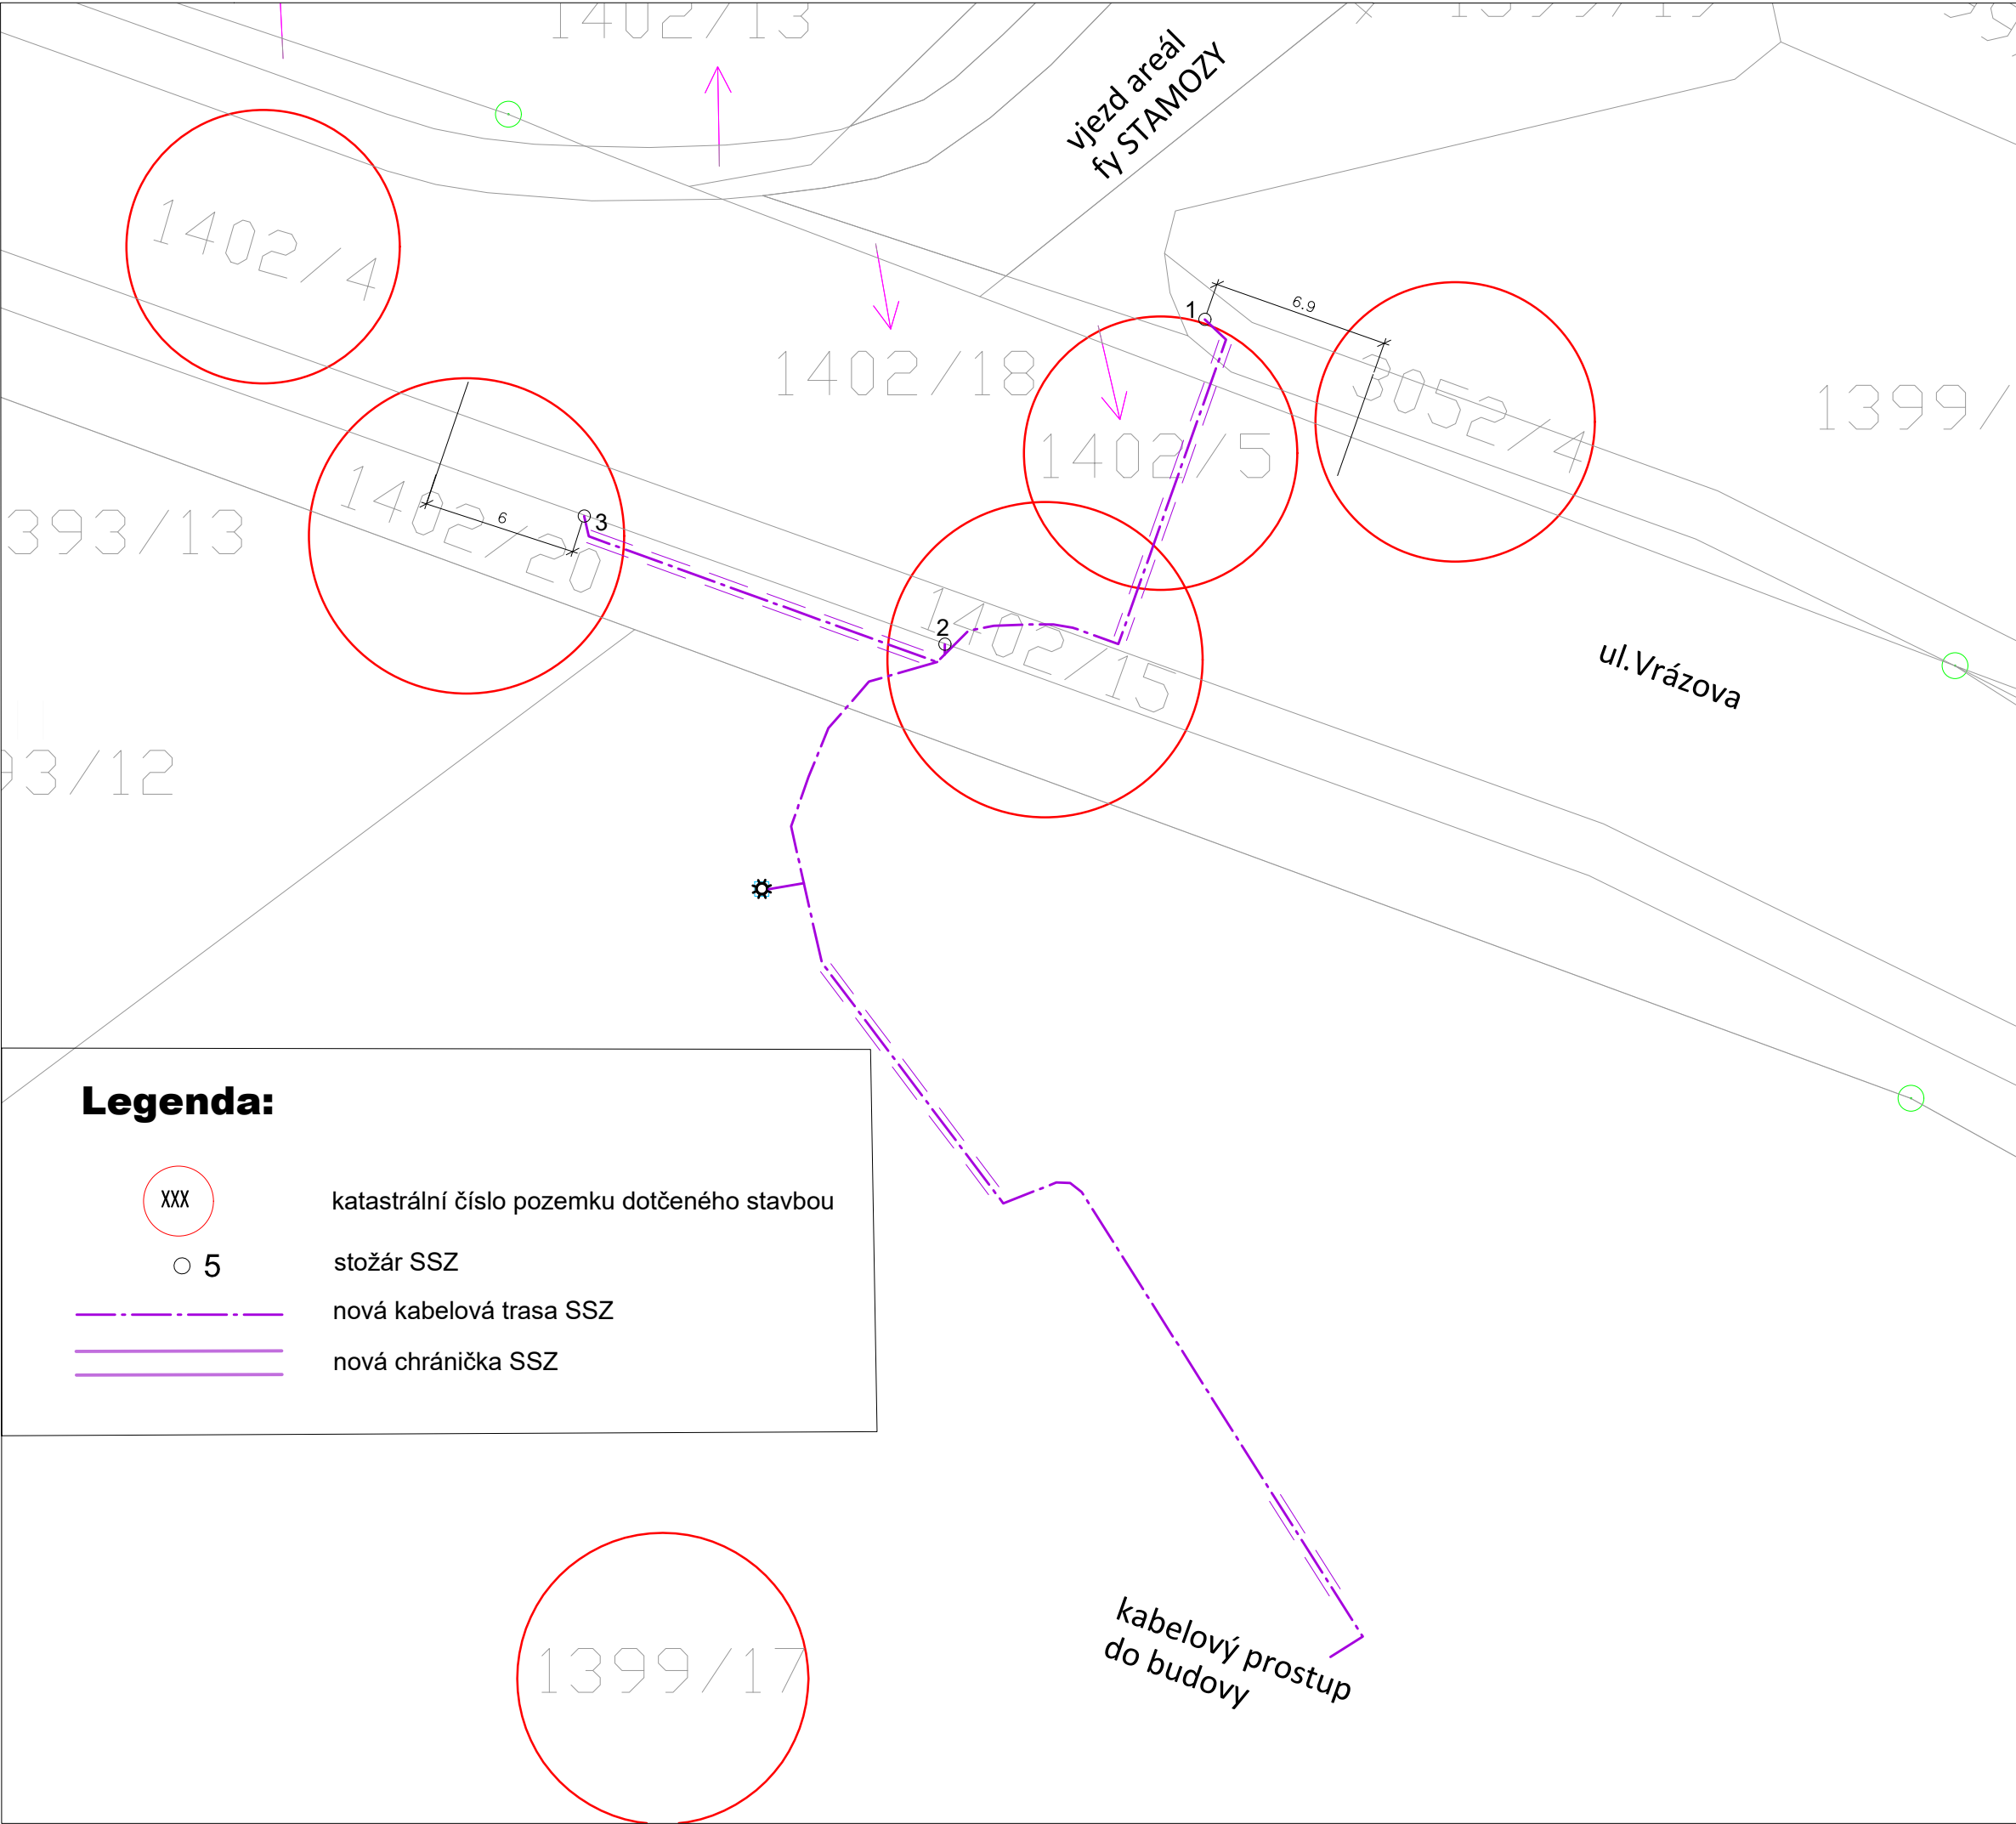 1402/13
vjezd areál
fy STAMOZY
1402/4
1
6.9
1402/18
3052/4
1399/
1402/5
1402/20
6
3
393/13
2
1402/15
ul.Vrázova
93/12
Legenda:
XXX
katastrální číslo pozemku dotčeného stavbou
5
stožár SSZ
nová kabelová trasa SSZ
nová chránička SSZ
kabelový prostup
do budovy
1399/17